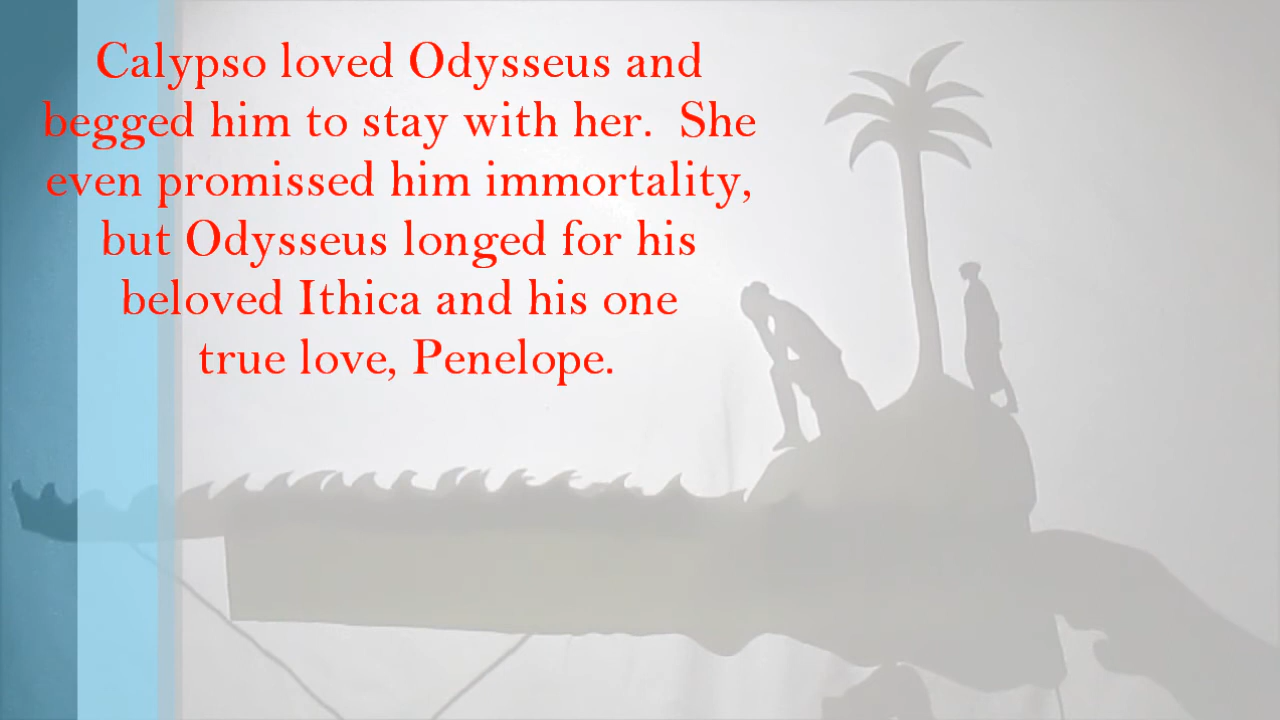 Calypso loved Odysseus and
begged him to stay with her.  She
even promissed him immortality,
but Odysseus longed for his
beloved Ithica and his one
true love, Penelope.